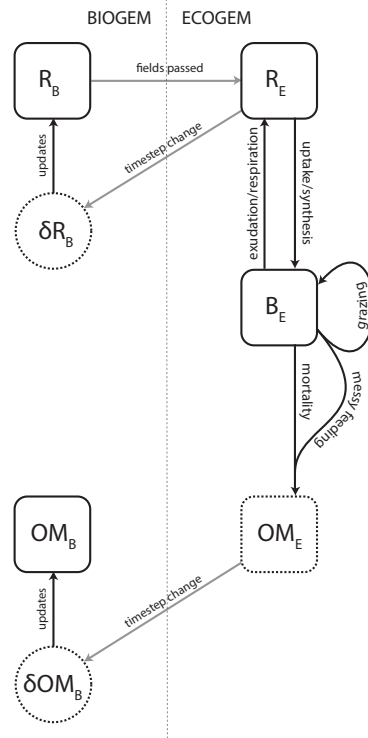 BIOGEM
ECOGEM
R_B
fields passed
R_E
timestep change
updates
δR_B
exudation/respiration
uptake/synthesis
B_E
grazing
mortality
messy feeding
OM_B
OM_E
timestep change
updates
δOM_B